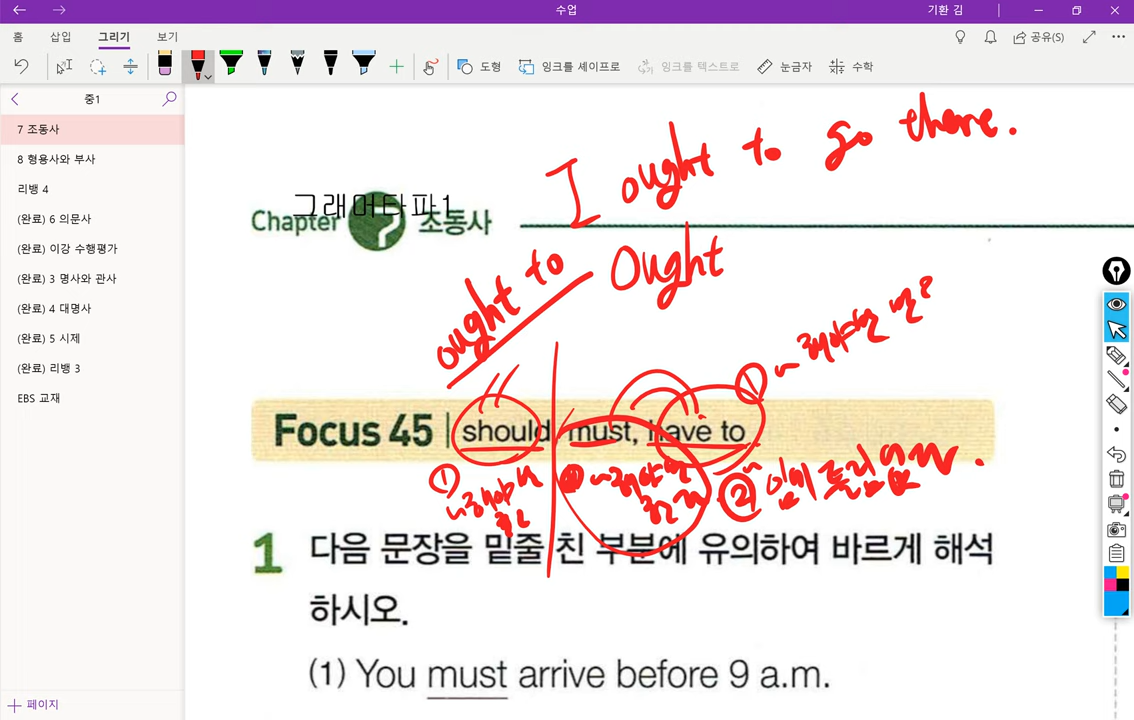 수업
기환 김
홈 삽입 그리기 보기
공유(S)
도형 잉크를 셰이프로 잉크를 텍스트로 눈금자 수학
중1
7 조동사
8 형용사와 부사
리뱅 4
(완료) 6 의문사
(완료) 이강 수행평가
(완료) 3 명사와 관사
(완료) 4 대명사
(완료) 5 시제
(완료) 리뱅 3
EBS 교재
페이지
I ought to go there.
그래머타파1
Chapter 7 조동사
ought to Ought
Focus 45 should, must, have to
① ~해야만
①
②
1 다음 문장을 밑줄 친 부분에 유의하여 바르게 해석
하시오.
(1) You must arrive before 9 a.m.